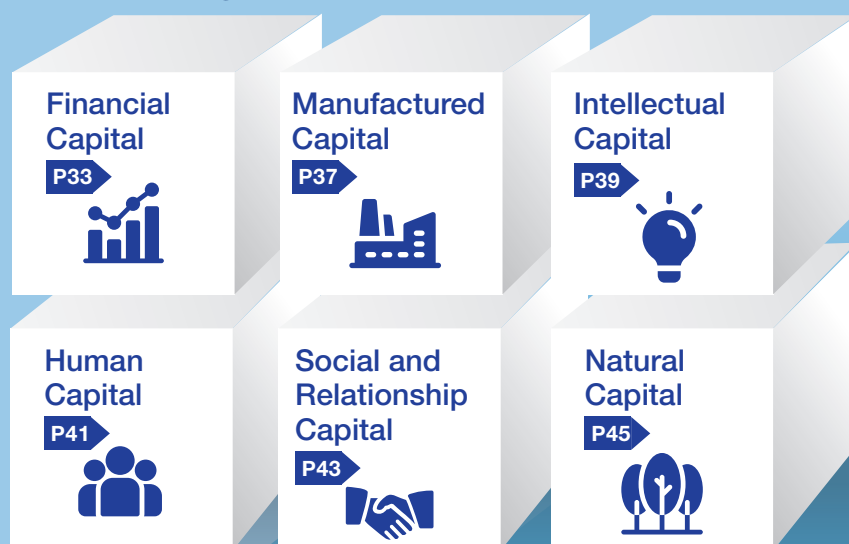 Financial
Capital
P33
Manufactured
Capital
P37
Intellectual
Capital
P39
Human
Capital
P41
Social and
Relationship
Capital
P43
Natural
Capital
P45